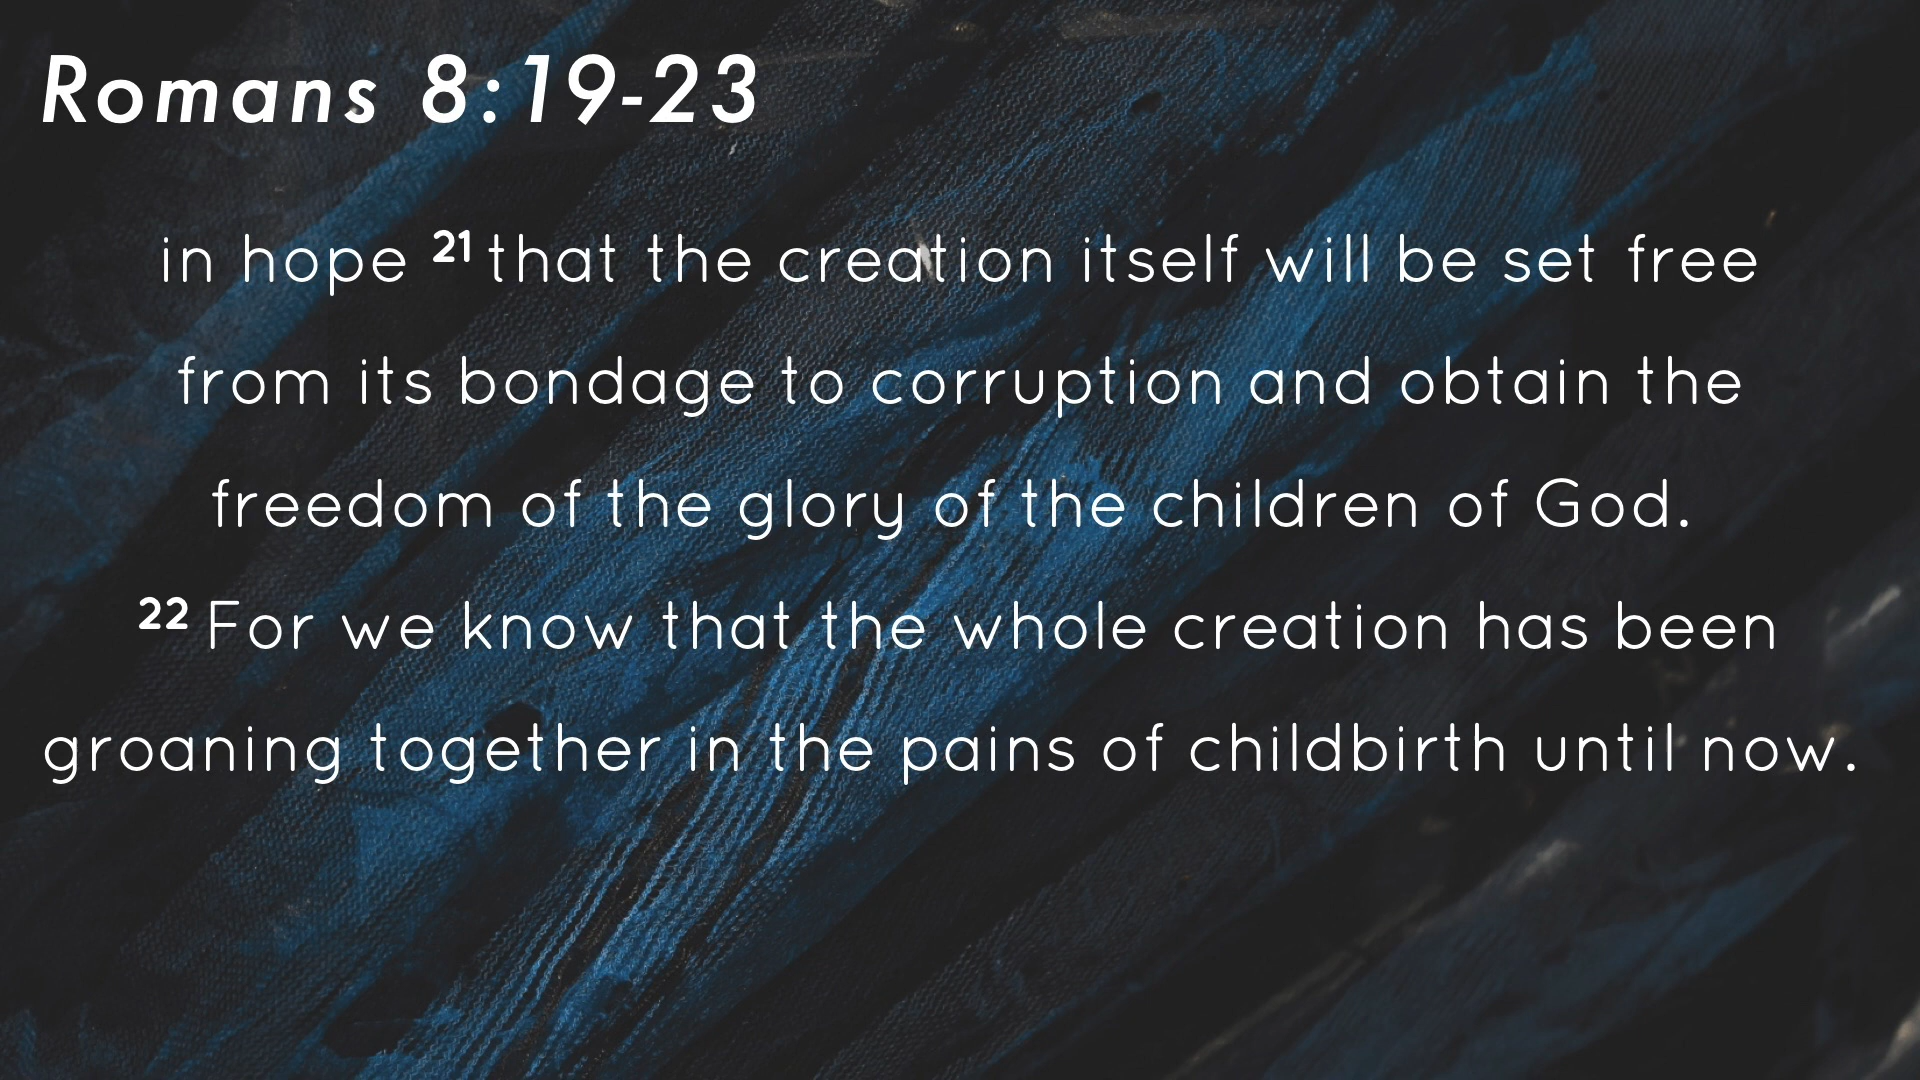 Romans 8:19-23
in hope 21 that the creation itself will be set free
from its bondage to corruption and obtain the
freedom of the glory of the children of God.
22 For we know that the whole creation has been
groaning together in the pains of childbirth until now.